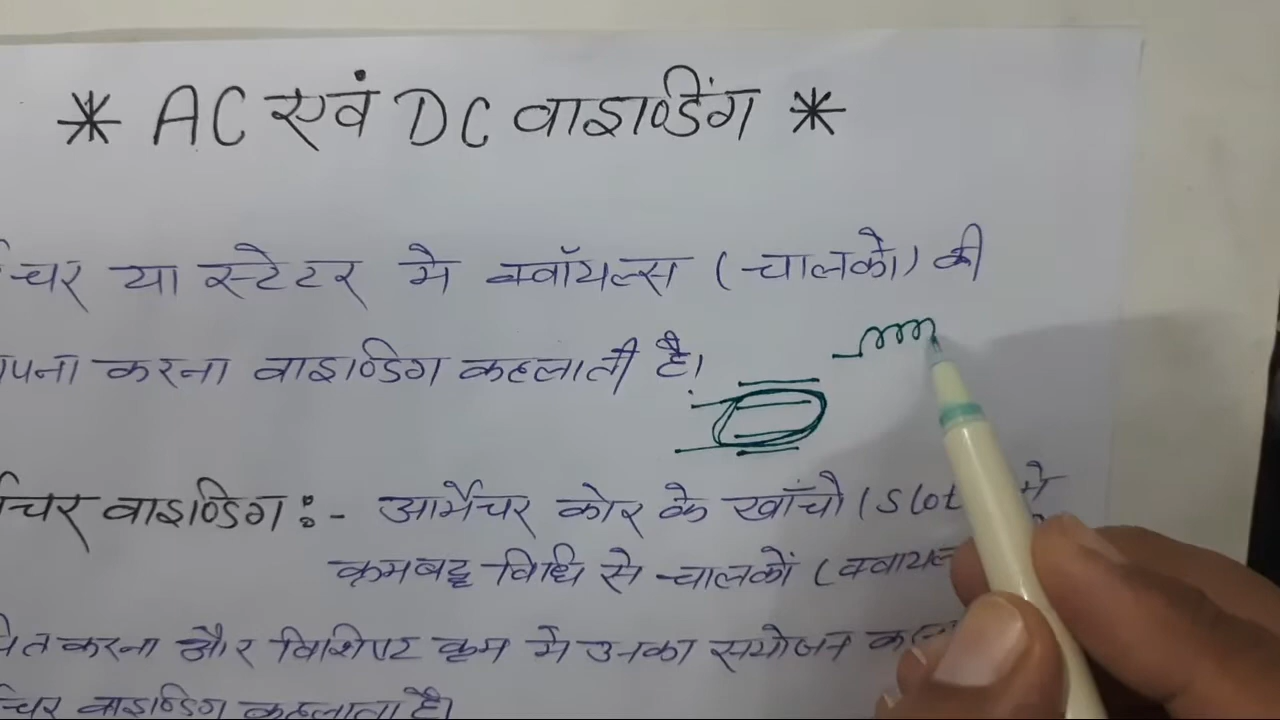 * AC एवं DC वाइण्डिंग *
चर या स्टेटर मे क्वॉयल्स (चालको) की
पना करना वाइण्डिग कहलाती है।
चर वाइण्डिग :- आर्मेचर कोर के खाँचो (Slot मे
क्रमबद्ध विधि से चालकों (क्वायल
त करना और विशिष्ट क्रम मे उनका सयोजन
चर वाइण्डिग कहलाता है।